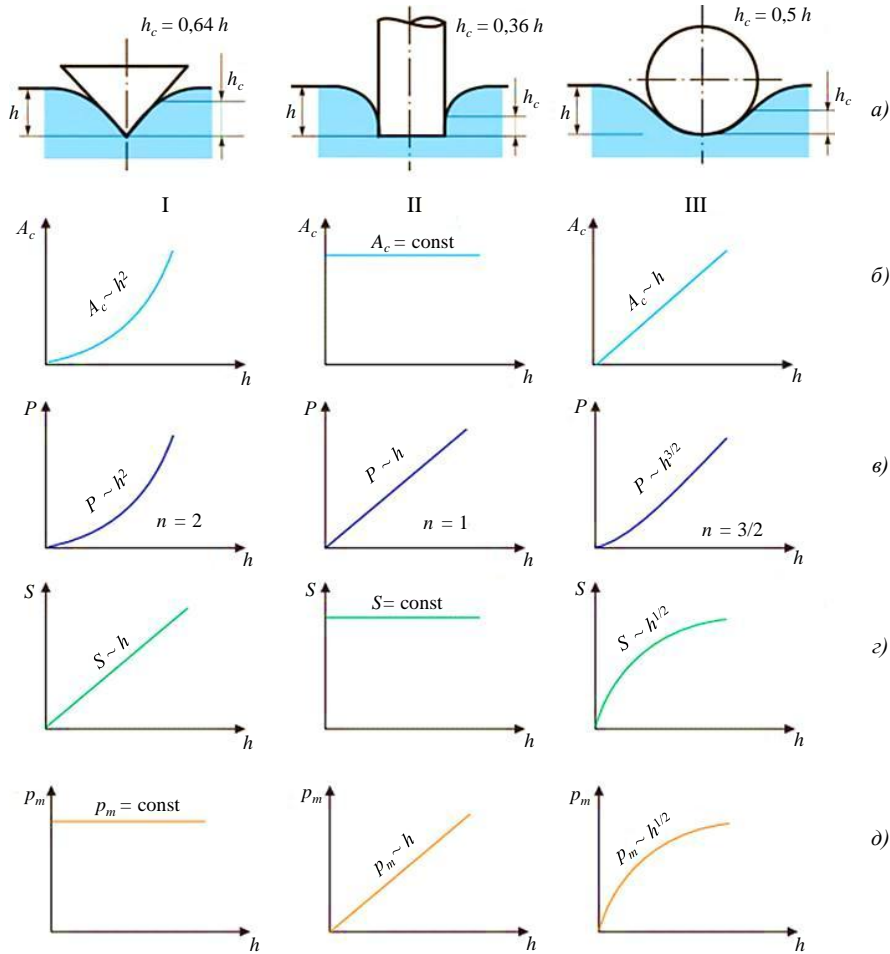 h_c = 0,64 h
h_c = 0,36 h
h_c = 0,5 h
h
h_c
h
h_c
h
h_c
а)
I
II
III
A_c
A_c ~ h^2
h
A_c
A_c = const
h
A_c
A_c ~ h
h
б)
P
P ~ h^2
n = 2
h
P
P ~ h
n = 1
h
P
P ~ h^{3/2}
n = 3/2
h
в)
S
S ~ h
h
S
S= const
h
S
S ~ h^{1/2}
h
г)
p_m
p_m = const
h
p_m
p_m ~ h
h
p_m
p_m ~ h^{1/2}
h
д)